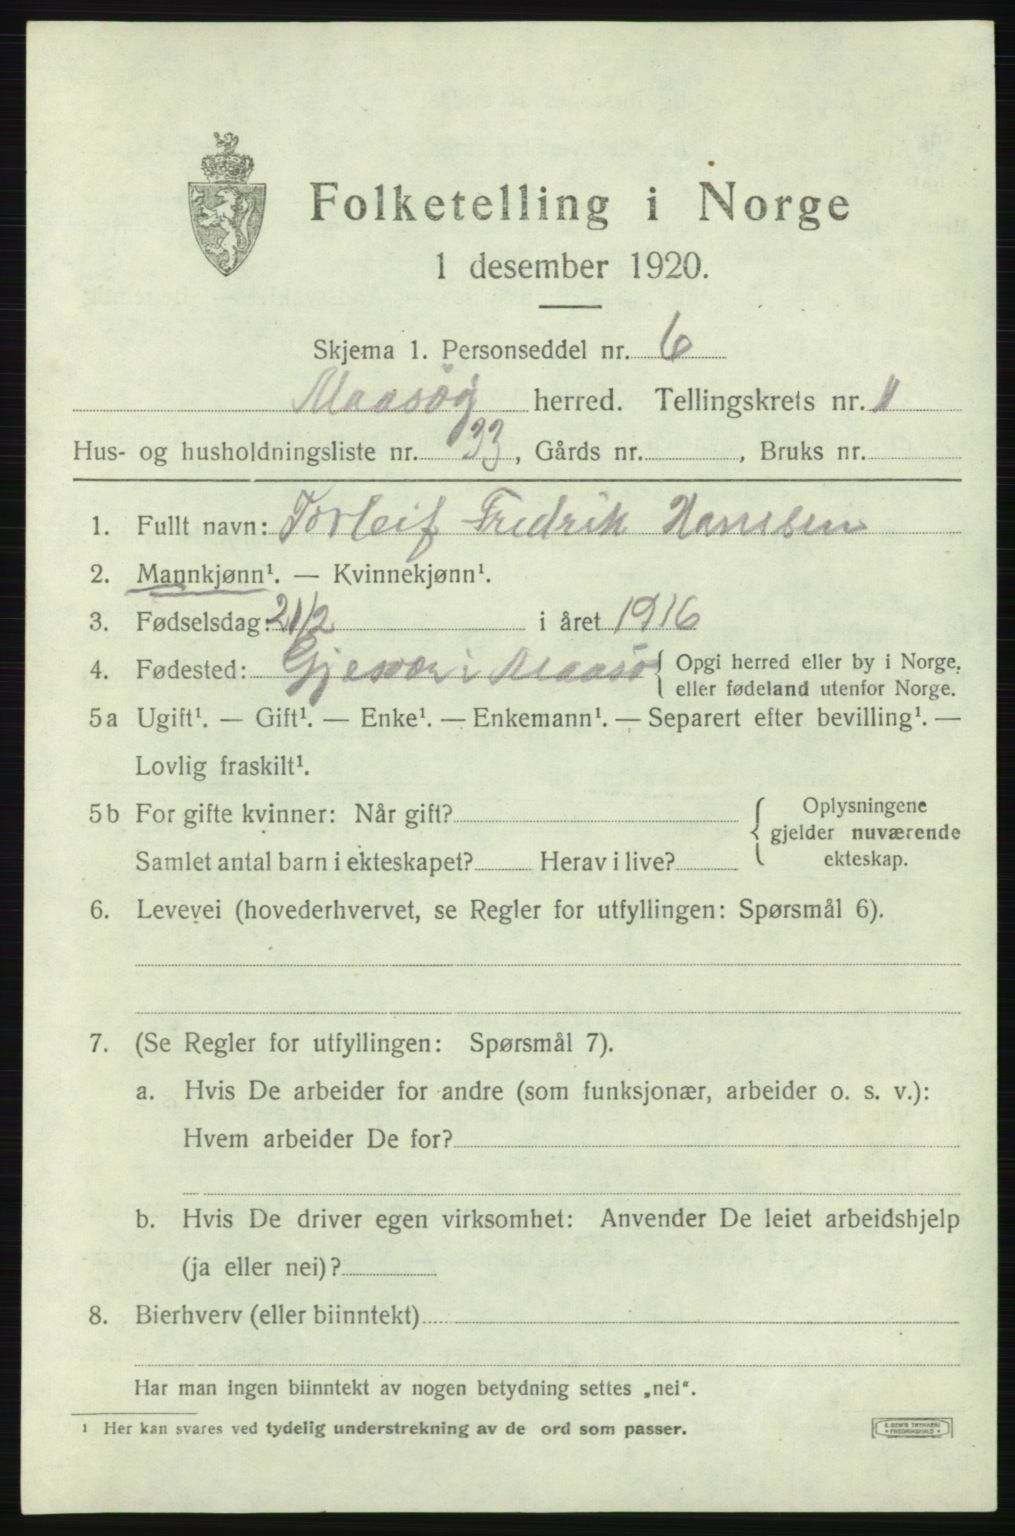 Folketelling i Norge
1 desember 1920.
Skjema 1. Personseddel nr. 6
Maasøy herred. Tellingskrets nr. 11
Hus- og husholdningsliste nr. 33, Gårds nr. , Bruks nr.
1. Fullt navn: Torleif Fredrik Hansen
2. Mannkjønn¹. — Kvinnekjønn¹.
3. Fødselsdag: 21/2 i året 1916
4. Fødested: Gjesvær i Maasø { Opgi herred eller by i Norge,
eller fødeland utenfor Norge.
5a Ugift¹. — Gift¹. — Enke¹. — Enkemann¹. — Separert efter bevilling¹. —
Lovlig fraskilt¹.
5b For gifte kvinner: Når gift? { Oplysningene
gjelder nuværende
Samlet antal barn i ekteskapet? Herav i live? ekteskap.
6. Levevei (hovederhvervet, se Regler for utfyllingen: Spørsmål 6).
7. (Se Regler for utfyllingen: Spørsmål 7).
a. Hvis De arbeider for andre (som funksjonær, arbeider o. s. v.):
Hvem arbeider De for?
b. Hvis De driver egen virksomhet: Anvender De leiet arbeidshjelp
(ja eller nei)?
8. Bierhverv (eller biinntekt)
Har man ingen biinntekt av nogen betydning settes „nei“.
¹ Her kan svares ved tydelig understrekning av de ord som passer.